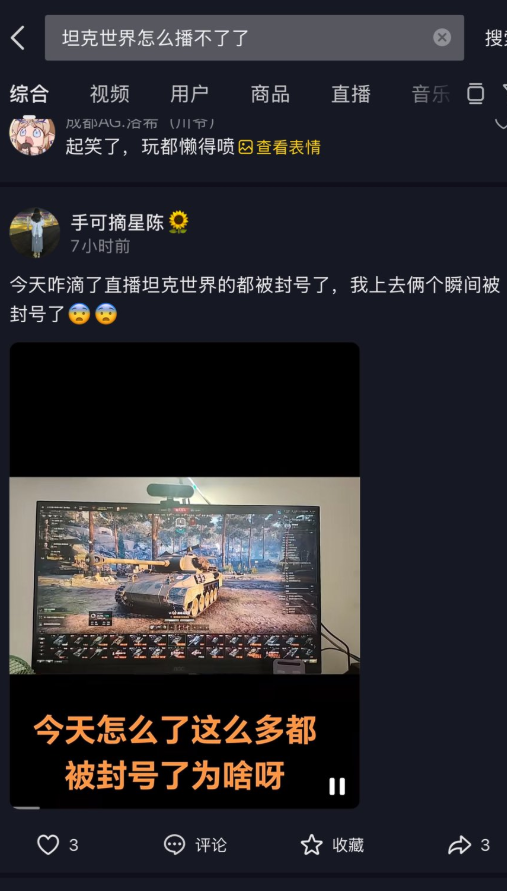 坦克世界怎么播不了了
搜索
综合 视频 用户 商品 直播 音乐
成都AG.洛希（川爷）
起笑了，玩都懒得喷 查看表情
手可摘星陈🌻
7小时前
今天咋滴了直播坦克世界的都被封号了，我上去俩个瞬间被
封号了😨😨
今天怎么了这么多都
被封号了为啥呀
3 评论 收藏 3